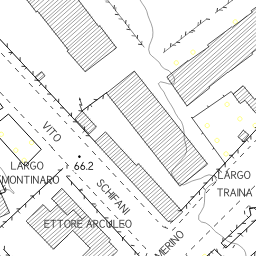 VITO
66.2
LARGO
MONTINARO
SCHIFANI
LARGO
TRAINA
ETTORE ARCULEO
MERINO